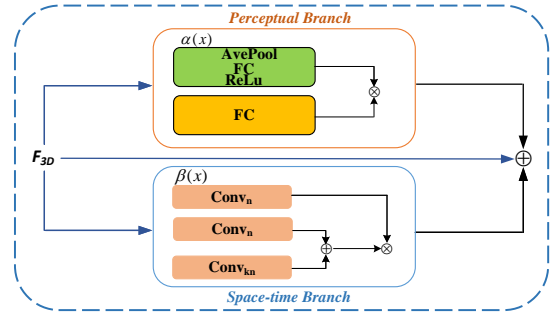 Perceptual Branch
α(x)
AvePool
FC
ReLu
⊗
FC
F3D
⊕
β(x)
Convn
Convn
⊕
⊗
Convkn
Space-time Branch